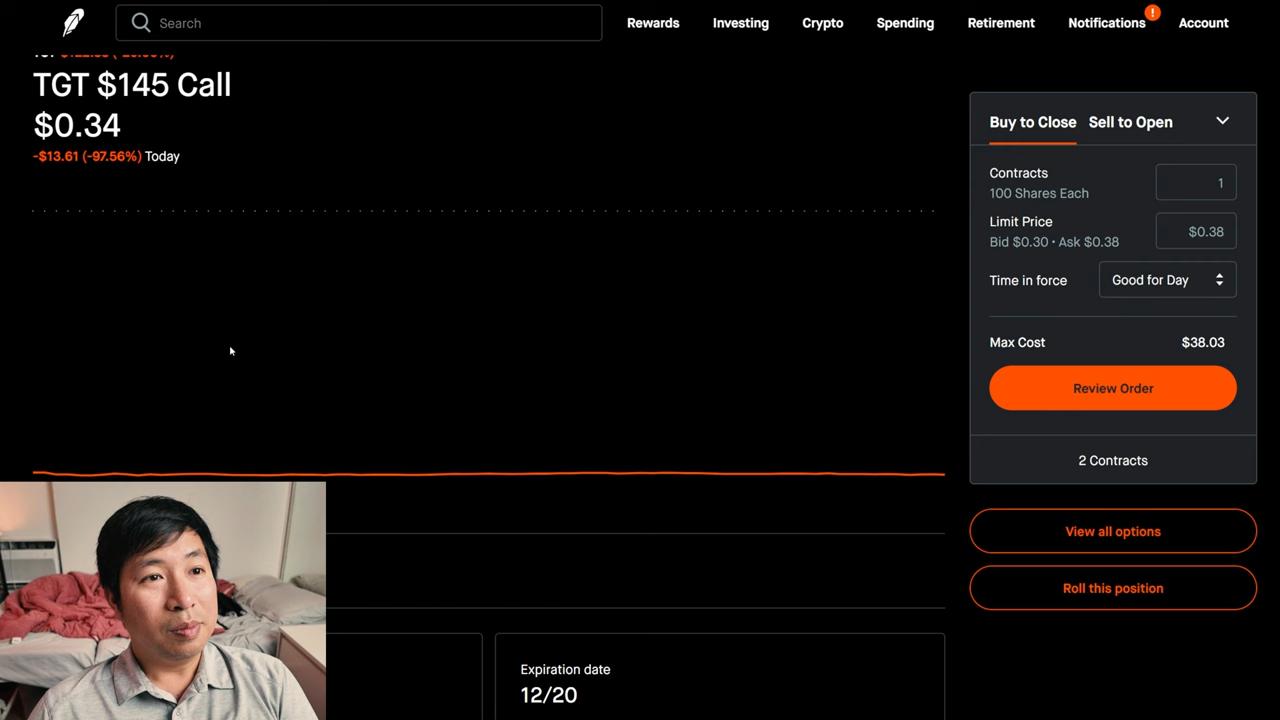 Search
Rewards
Investing
Crypto
Spending
Retirement
Notifications
!
Account
TGT $145 Call
$0.34
-$13.61 (-97.56%) Today
Buy to Close
Sell to Open
Contracts
100 Shares Each
1
Limit Price
Bid $0.30 • Ask $0.38
$0.38
Time in force
Good for Day
Max Cost
$38.03
Review Order
2 Contracts
View all options
Roll this position
Expiration date
12/20